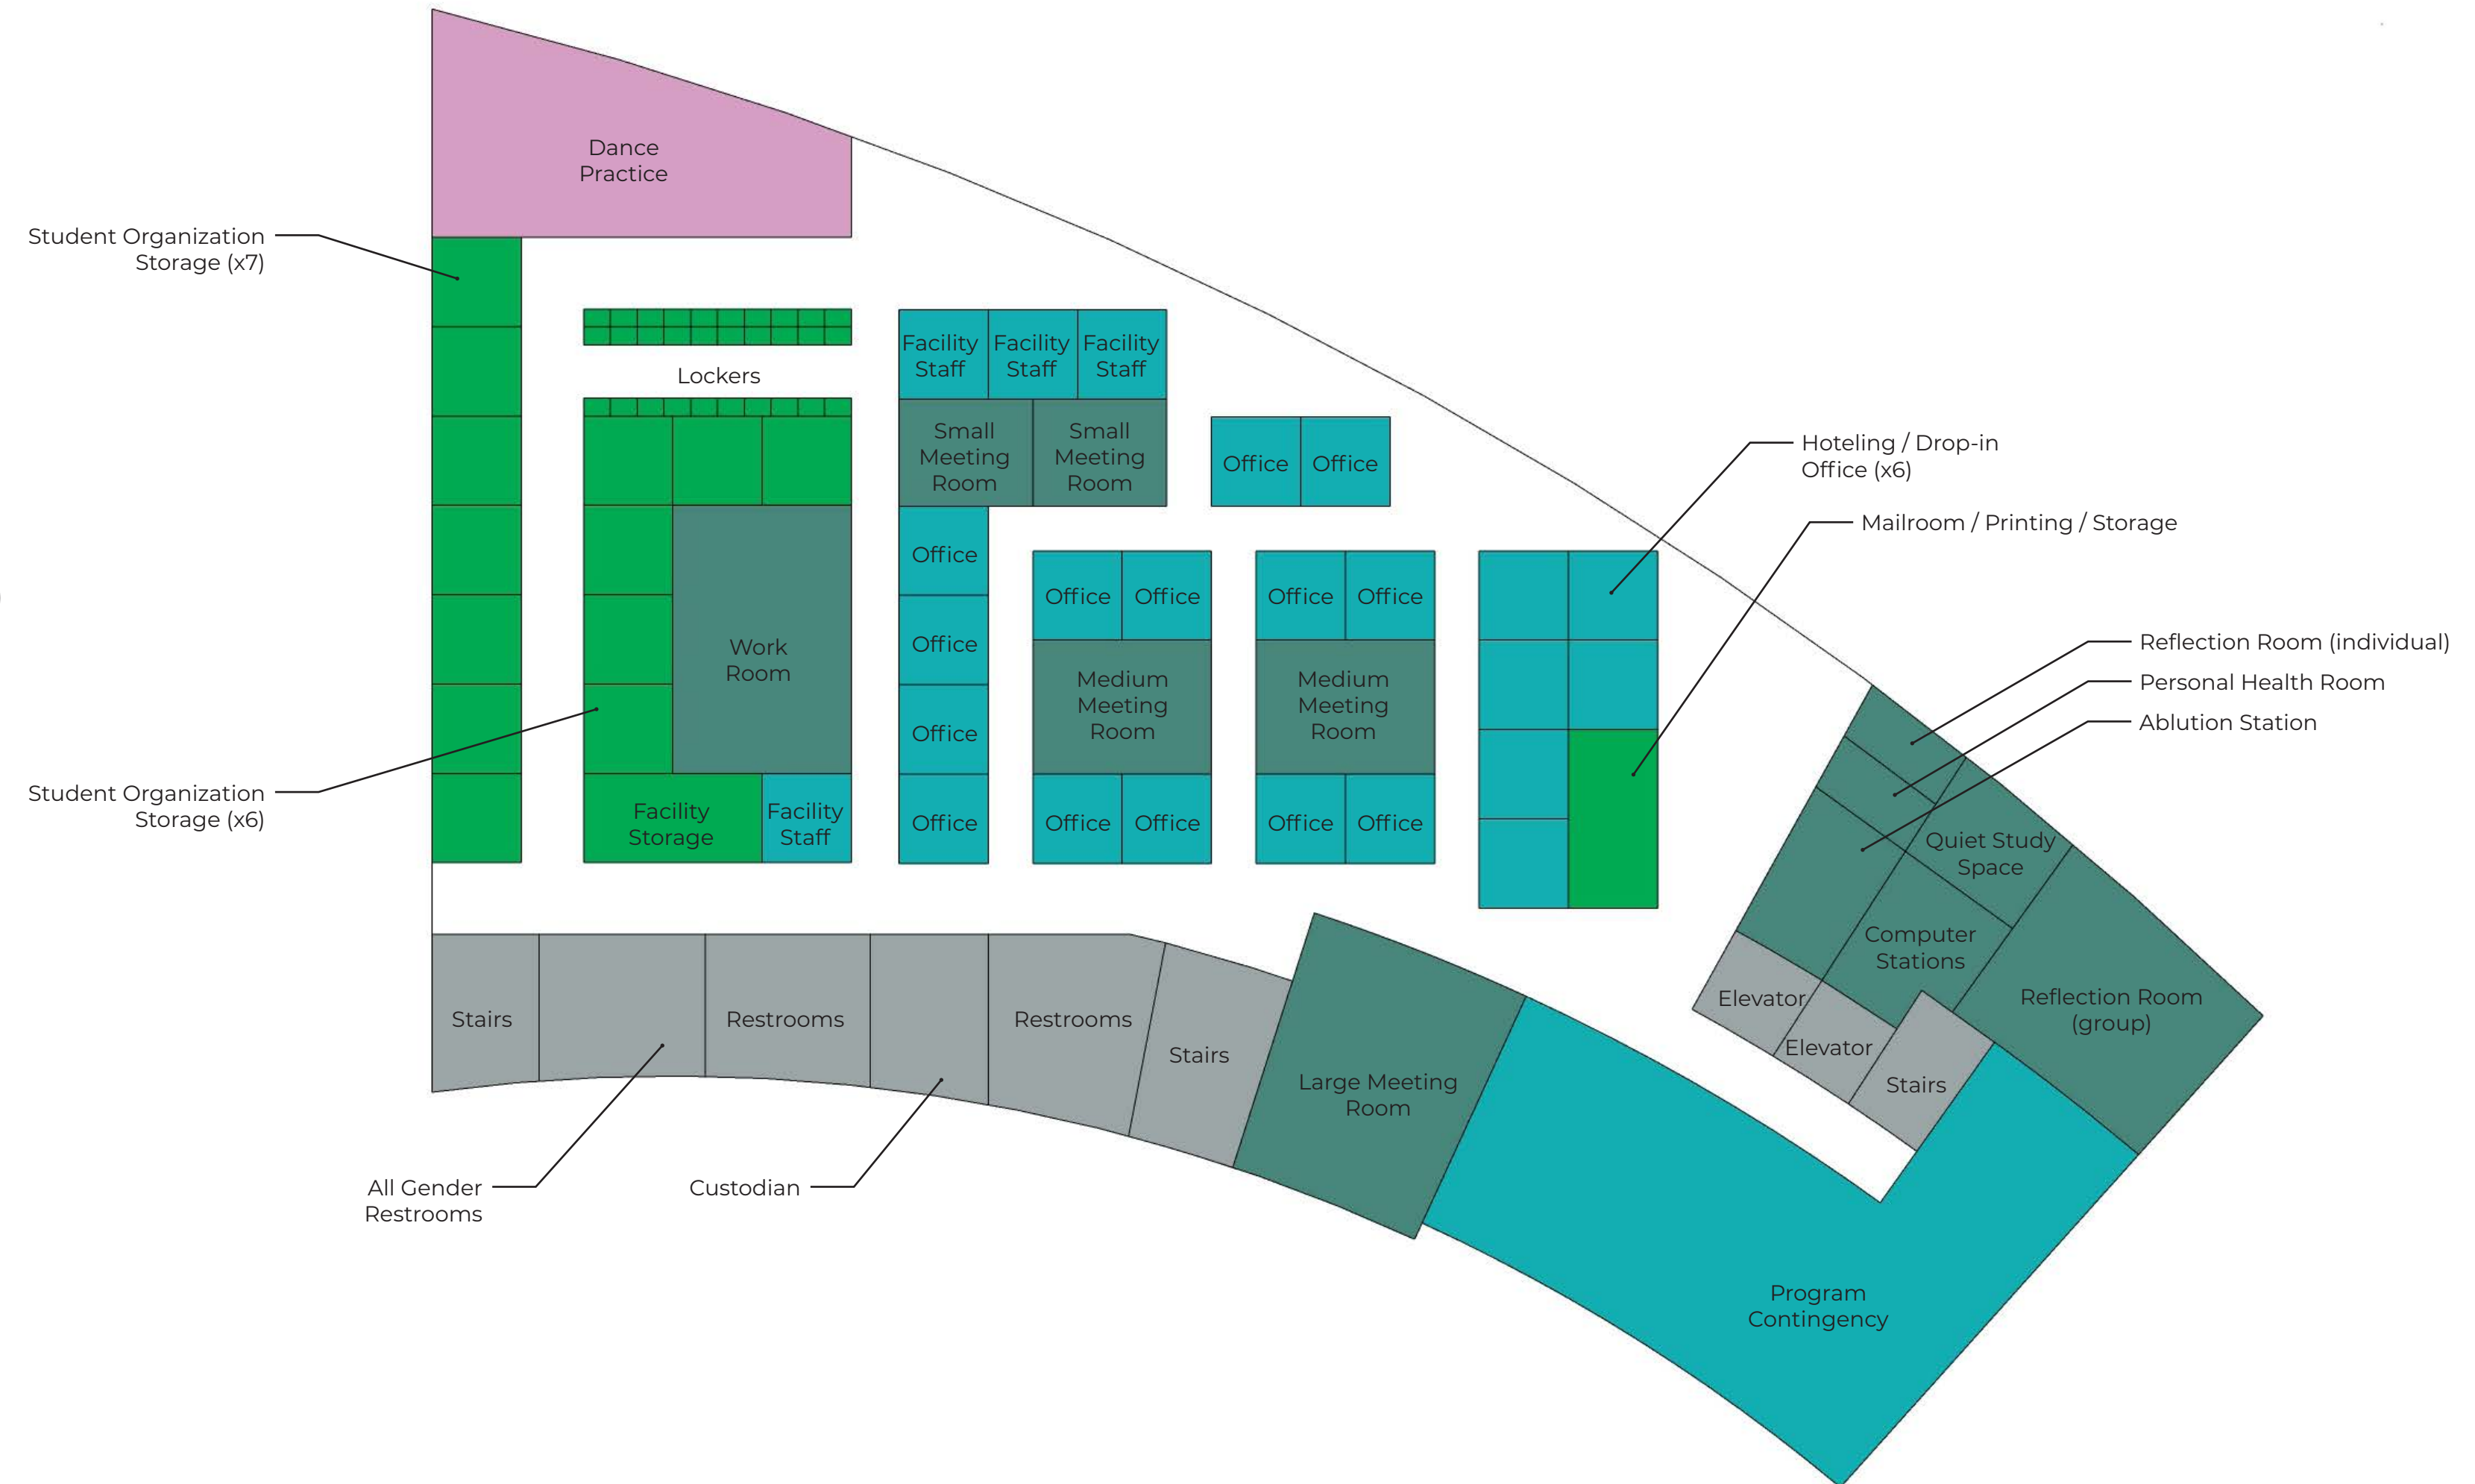 Dance
Practice
Student Organization
Storage (x7)
Lockers
Facility
Staff
Facility
Staff
Facility
Staff
Small
Meeting
Room
Small
Meeting
Room
Office
Office
Hoteling / Drop-in
Office (x6)
Mailroom / Printing / Storage
Office
Office
Office
Office
Office
Office
Office
Office
Work
Room
Medium
Meeting
Room
Medium
Meeting
Room
Reflection Room (individual)
Personal Health Room
Ablution Station
Student Organization
Storage (x6)
Facility
Storage
Facility
Staff
Office
Office
Office
Office
Quiet Study
Space
Computer
Stations
Reflection Room
(group)
Elevator
Elevator
Stairs
Stairs
Restrooms
Restrooms
Stairs
Large Meeting
Room
All Gender
Restrooms
Custodian
Program
Contingency